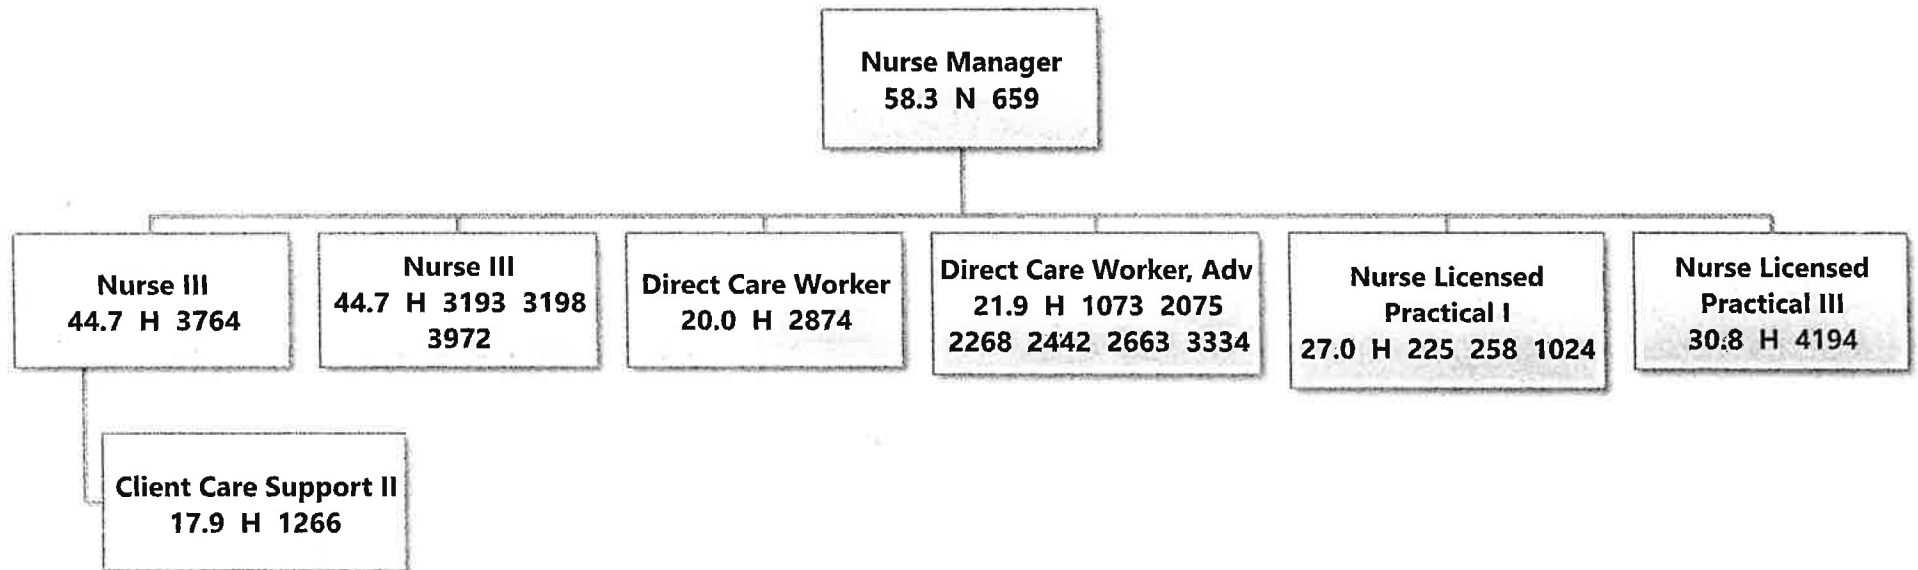 Nurse Manager
58.3 N 659
Nurse III
44.7 H 3764
Nurse III
44.7 H 3193 3198
3972
Direct Care Worker
20.0 H 2874
Direct Care Worker, Adv
21.9 H 1073 2075
2268 2442 2663 3334
Nurse Licensed
Practical I
27.0 H 225 258 1024
Nurse Licensed
Practical III
30.8 H 4194
Client Care Support II
17.9 H 1266